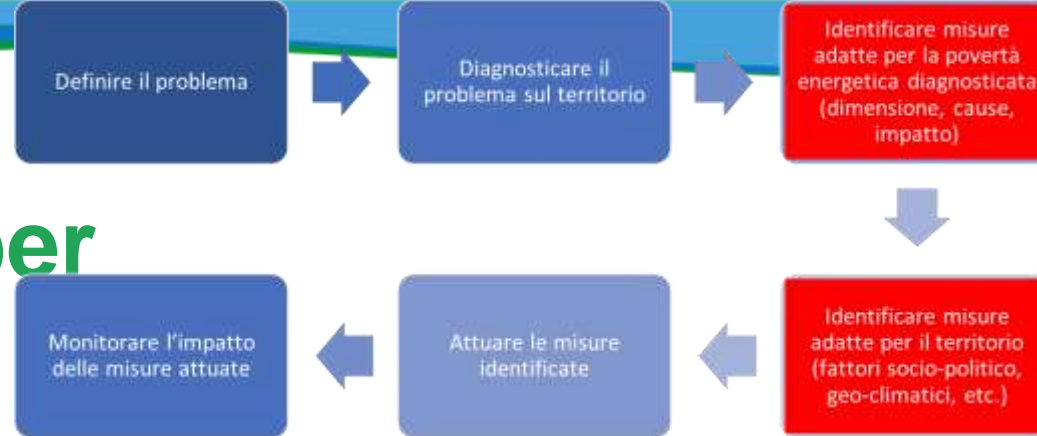 Definire il problema
Diagnosticare il
problema sul territorio
Identificare misure
adatte per la povertà
energetica diagnosticata
(dimensione, cause,
impatto)
per
Identificare misure
adatte per il territorio
(fattori socio-politico,
geo-climatici, etc.)
Attuare le misure
identificate
Monitorare l'impatto
delle misure attuate